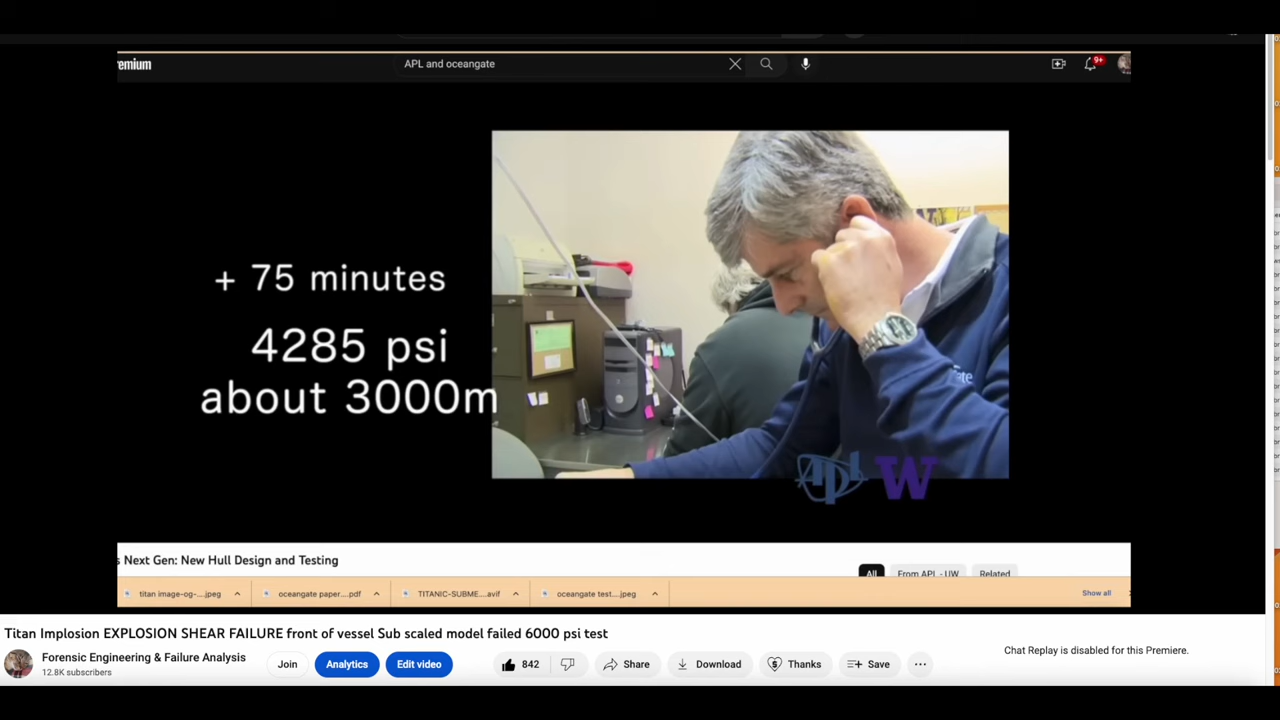 emium
APL and oceangate
9+
+ 75 minutes
4285 psi
about 3000m
APL W
s Next Gen: New Hull Design and Testing
All
From APL - UW
Related
titan image-og-....jpeg
oceangate paper....pdf
TITANIC-SUBME....avif
oceangate test....jpeg
Show all
Titan Implosion EXPLOSION SHEAR FAILURE front of vessel Sub scaled model failed 6000 psi test
Forensic Engineering & Failure Analysis
12.8K subscribers
Join
Analytics
Edit video
842
Share
Download
Thanks
Save
...
Chat Replay is disabled for this Premiere.